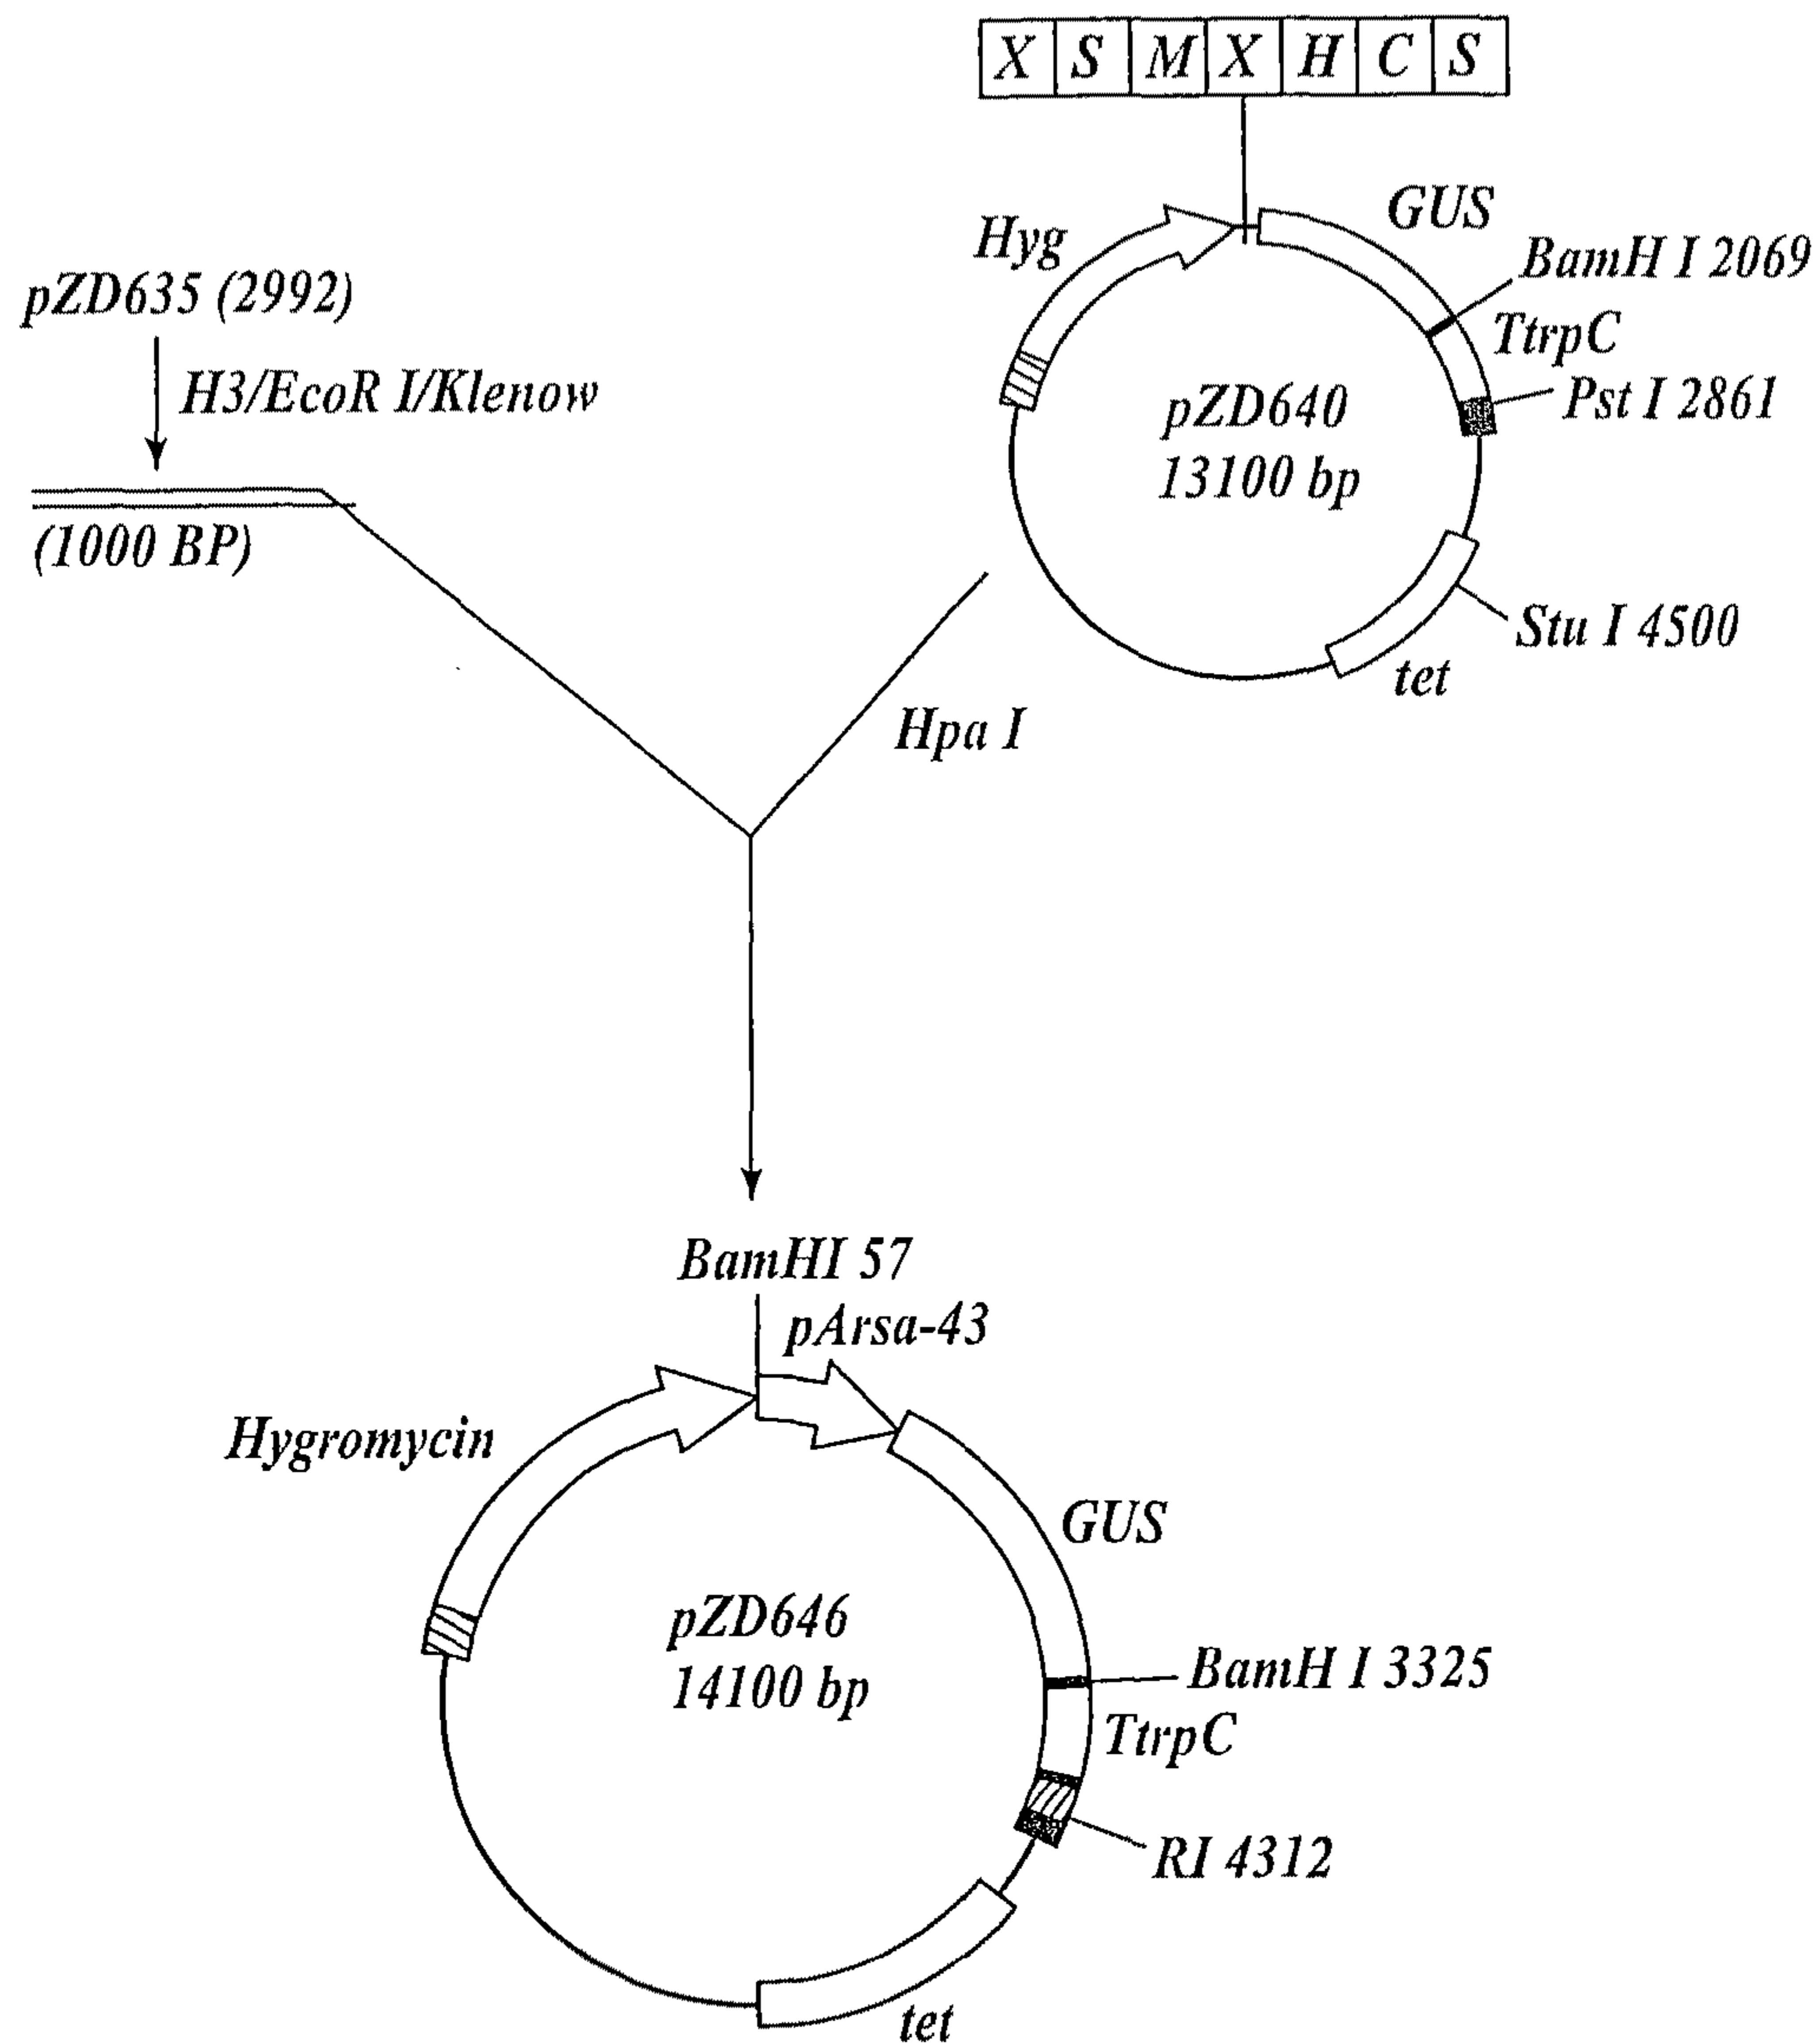 X S M X H C S
GUS
Hyg
BamH I 2069
pZD635 (2992)
TtrpC
H3/EcoR I/Klenow
Pst I 2861
pZD640
13100 bp
(1000 BP)
Stu I 4500
tet
Hpa I
BamHI 57
pArsa-43
Hygromycin
GUS
pZD646
14100 bp
BamH I 3325
TtrpC
RI 4312
tet